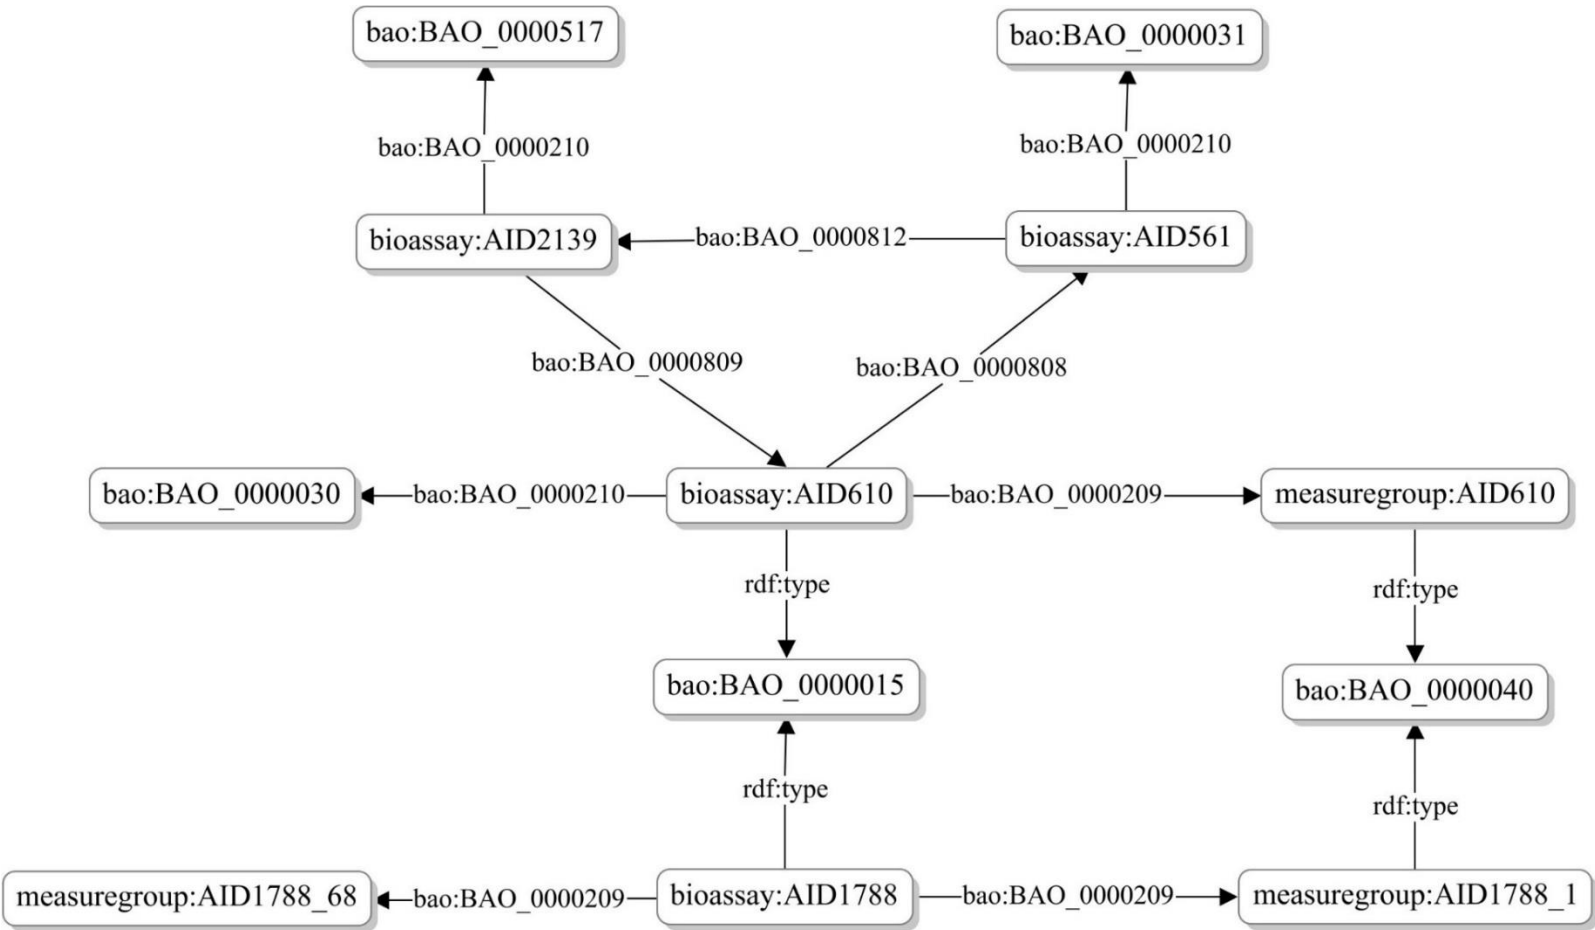 bao:BAO_0000517
bao:BAO_0000031
bao:BAO_0000210
bao:BAO_0000210
bioassay:AID2139
bao:BAO_0000812
bioassay:AID561
bao:BAO_0000809
bao:BAO_0000808
bao:BAO_0000030
bao:BAO_0000210
bioassay:AID610
bao:BAO_0000209
measuregroup:AID610
rdf:type
rdf:type
bao:BAO_0000015
bao:BAO_0000040
rdf:type
rdf:type
measuregroup:AID1788_68
bao:BAO_0000209
bioassay:AID1788
bao:BAO_0000209
measuregroup:AID1788_1